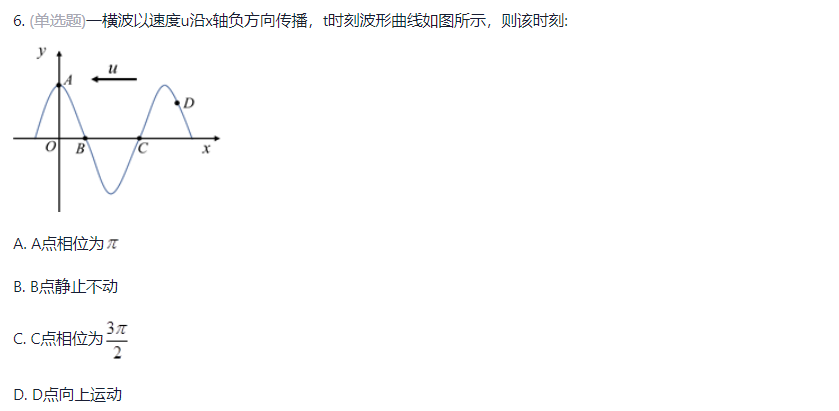 6. (单选题)一横波以速度u沿x轴负方向传播，t时刻波形曲线如图所示，则该时刻:
y
u
A
D
O B C x
A. A点相位为π
B. B点静止不动
C. C点相位为3π/2
D. D点向上运动